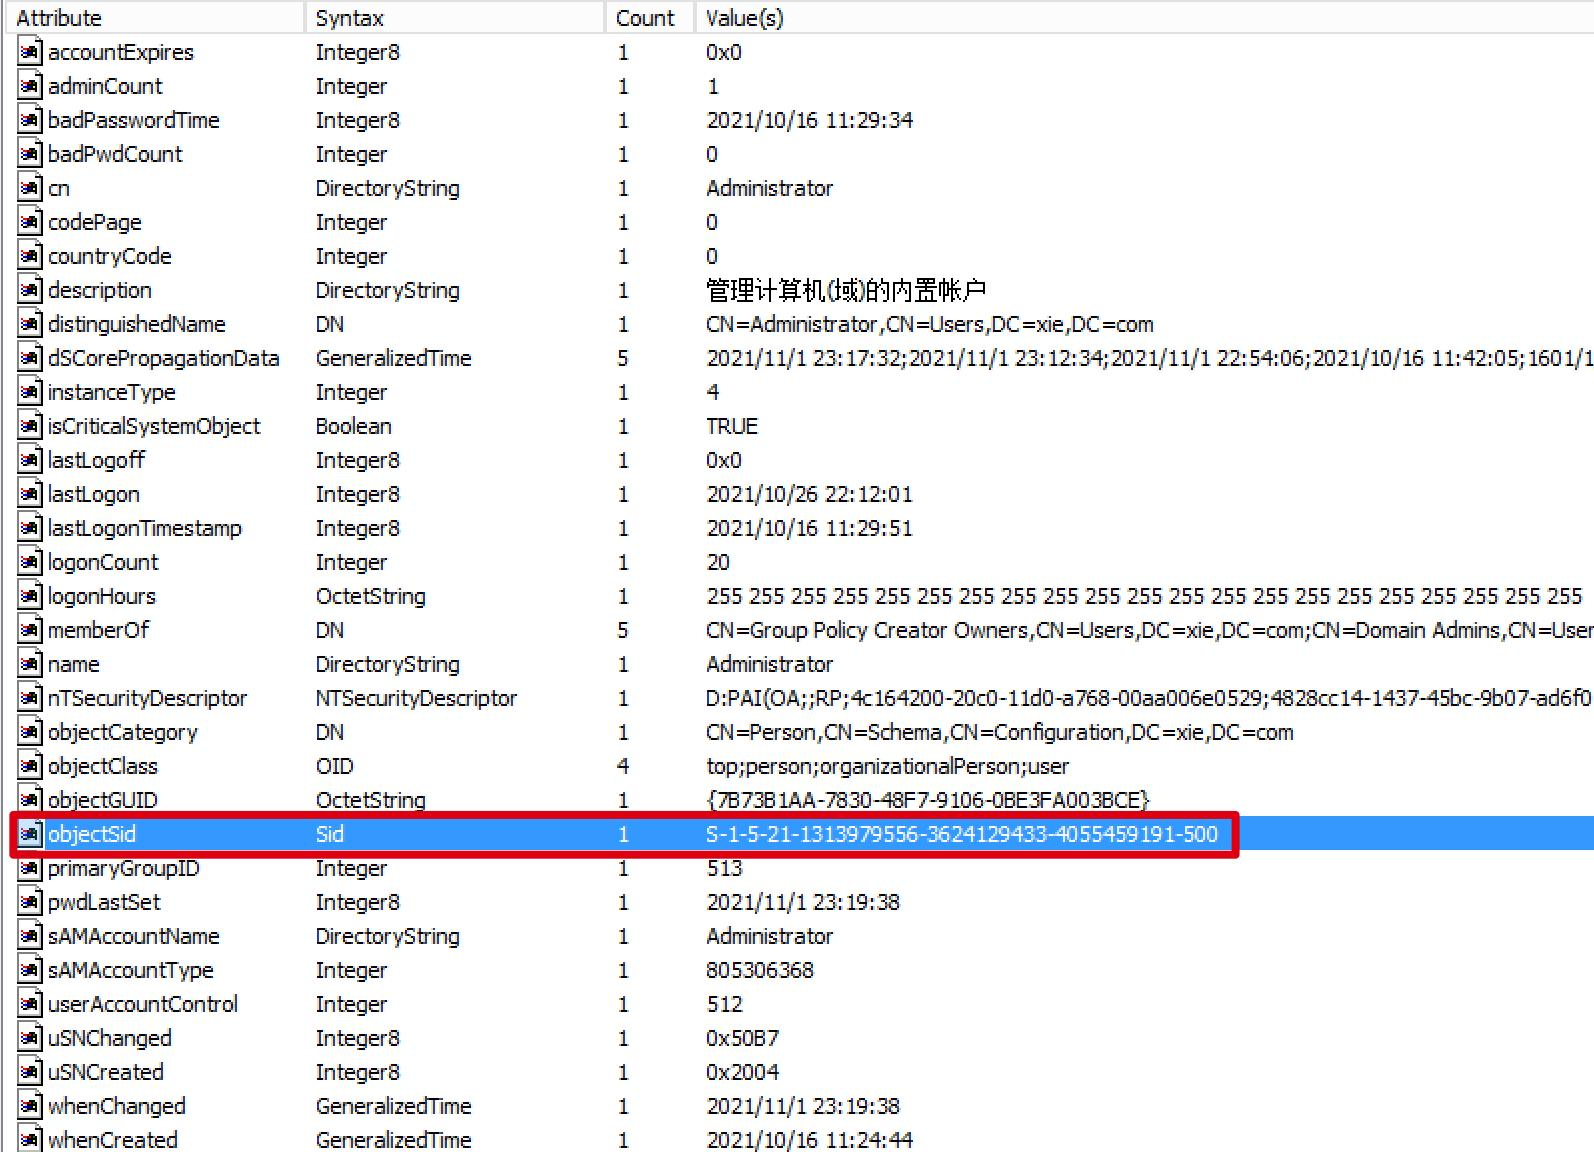 Attribute Syntax Count Value(s)
accountExpires Integer8 1 0x0
adminCount Integer 1 1
badPasswordTime Integer8 1 2021/10/16 11:29:34
badPwdCount Integer 1 0
cn DirectoryString 1 Administrator
codePage Integer 1 0
countryCode Integer 1 0
description DirectoryString 1 管理计算机(域)的内置帐户
distinguishedName DN 1 CN=Administrator,CN=Users,DC=xie,DC=com
dSCorePropagationData GeneralizedTime 5 2021/11/1 23:17:32;2021/11/1 23:12:34;2021/11/1 22:54:06;2021/10/16 11:42:05;1601/1
instanceType Integer 1 4
isCriticalSystemObject Boolean 1 TRUE
lastLogoff Integer8 1 0x0
lastLogon Integer8 1 2021/10/26 22:12:01
lastLogonTimestamp Integer8 1 2021/10/16 11:29:51
logonCount Integer 1 20
logonHours OctetString 1 255 255 255 255 255 255 255 255 255 255 255 255 255 255 255 255 255 255 255 255 255
memberOf DN 5 CN=Group Policy Creator Owners,CN=Users,DC=xie,DC=com;CN=Domain Admins,CN=User
name DirectoryString 1 Administrator
nTSecurityDescriptor NTSecurityDescriptor 1 D:PAI(OA;;RP;4c164200-20c0-11d0-a768-00aa006e0529;4828cc14-1437-45bc-9b07-ad6f0
objectCategory DN 1 CN=Person,CN=Schema,CN=Configuration,DC=xie,DC=com
objectClass OID 4 top;person;organizationalPerson;user
objectGUID OctetString 1 {7B73B1AA-7830-48F7-9106-0BE3FA003BCE}
objectSid Sid 1 S-1-5-21-1313979556-3624129433-4055459191-500
primaryGroupID Integer 1 513
pwdLastSet Integer8 1 2021/11/1 23:19:38
sAMAccountName DirectoryString 1 Administrator
sAMAccountType Integer 1 805306368
userAccountControl Integer 1 512
uSNChanged Integer8 1 0x50B7
uSNCreated Integer8 1 0x2004
whenChanged GeneralizedTime 1 2021/11/1 23:19:38
whenCreated GeneralizedTime 1 2021/10/16 11:24:44